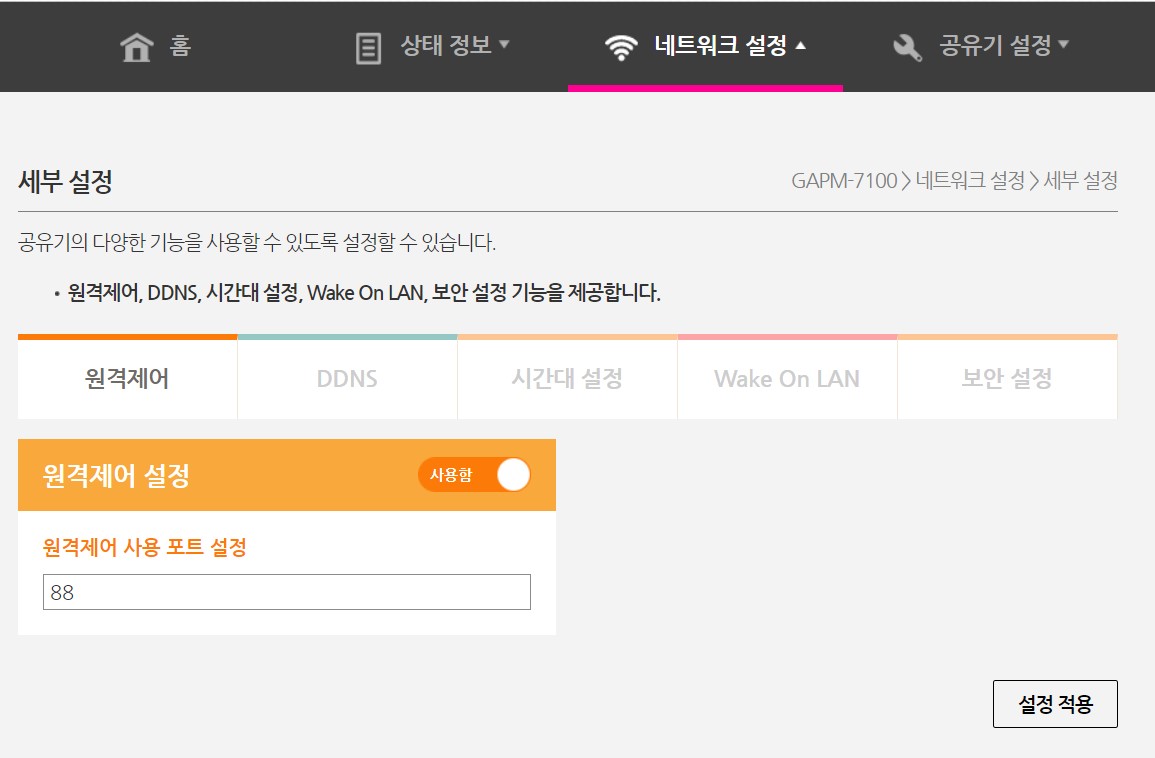 홈 상태 정보 ▼ 네트워크 설정 ▲ 공유기 설정 ▼
세부 설정
GAPM-7100 > 네트워크 설정 > 세부 설정
공유기의 다양한 기능을 사용할 수 있도록 설정할 수 있습니다.
• 원격제어, DDNS, 시간대 설정, Wake On LAN, 보안 설정 기능을 제공합니다.
원격제어 DDNS 시간대 설정 Wake On LAN 보안 설정
원격제어 설정 사용함
원격제어 사용 포트 설정
88
설정 적용